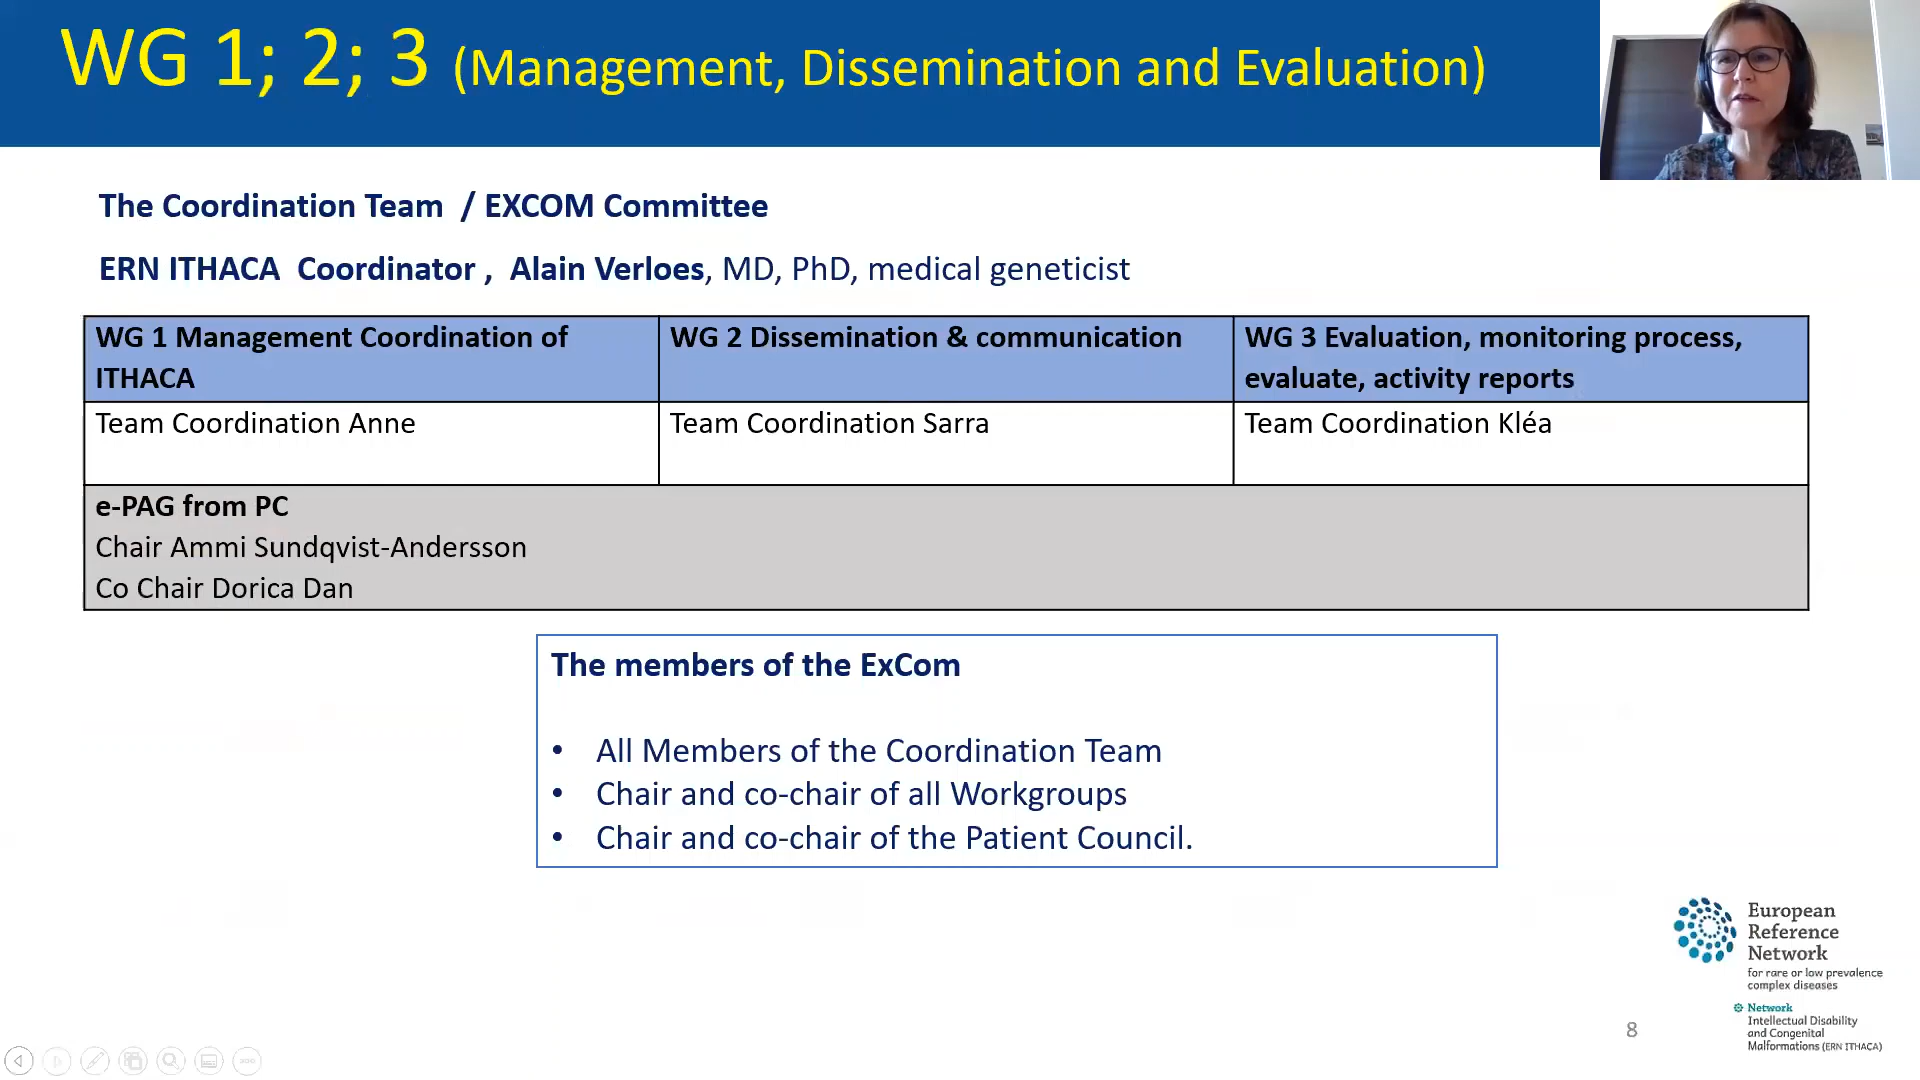 WG 1; 2; 3 (Management, Dissemination and Evaluation)
The Coordination Team / EXCOM Committee
ERN ITHACA Coordinator , Alain Verloes, MD, PhD, medical geneticist
WG 1 Management Coordination of
ITHACA
WG 2 Dissemination & communication
WG 3 Evaluation, monitoring process,
evaluate, activity reports
Team Coordination Anne
Team Coordination Sarra
Team Coordination Kléa
e-PAG from PC
Chair Ammi Sundqvist-Andersson
Co Chair Dorica Dan
The members of the ExCom
• All Members of the Coordination Team
• Chair and co-chair of all Workgroups
• Chair and co-chair of the Patient Council.
European
Reference
Network
for rare or low prevalence
complex diseases
Network
Intellectual Disability
and Congenital
Malformations (ERN ITHACA)
8